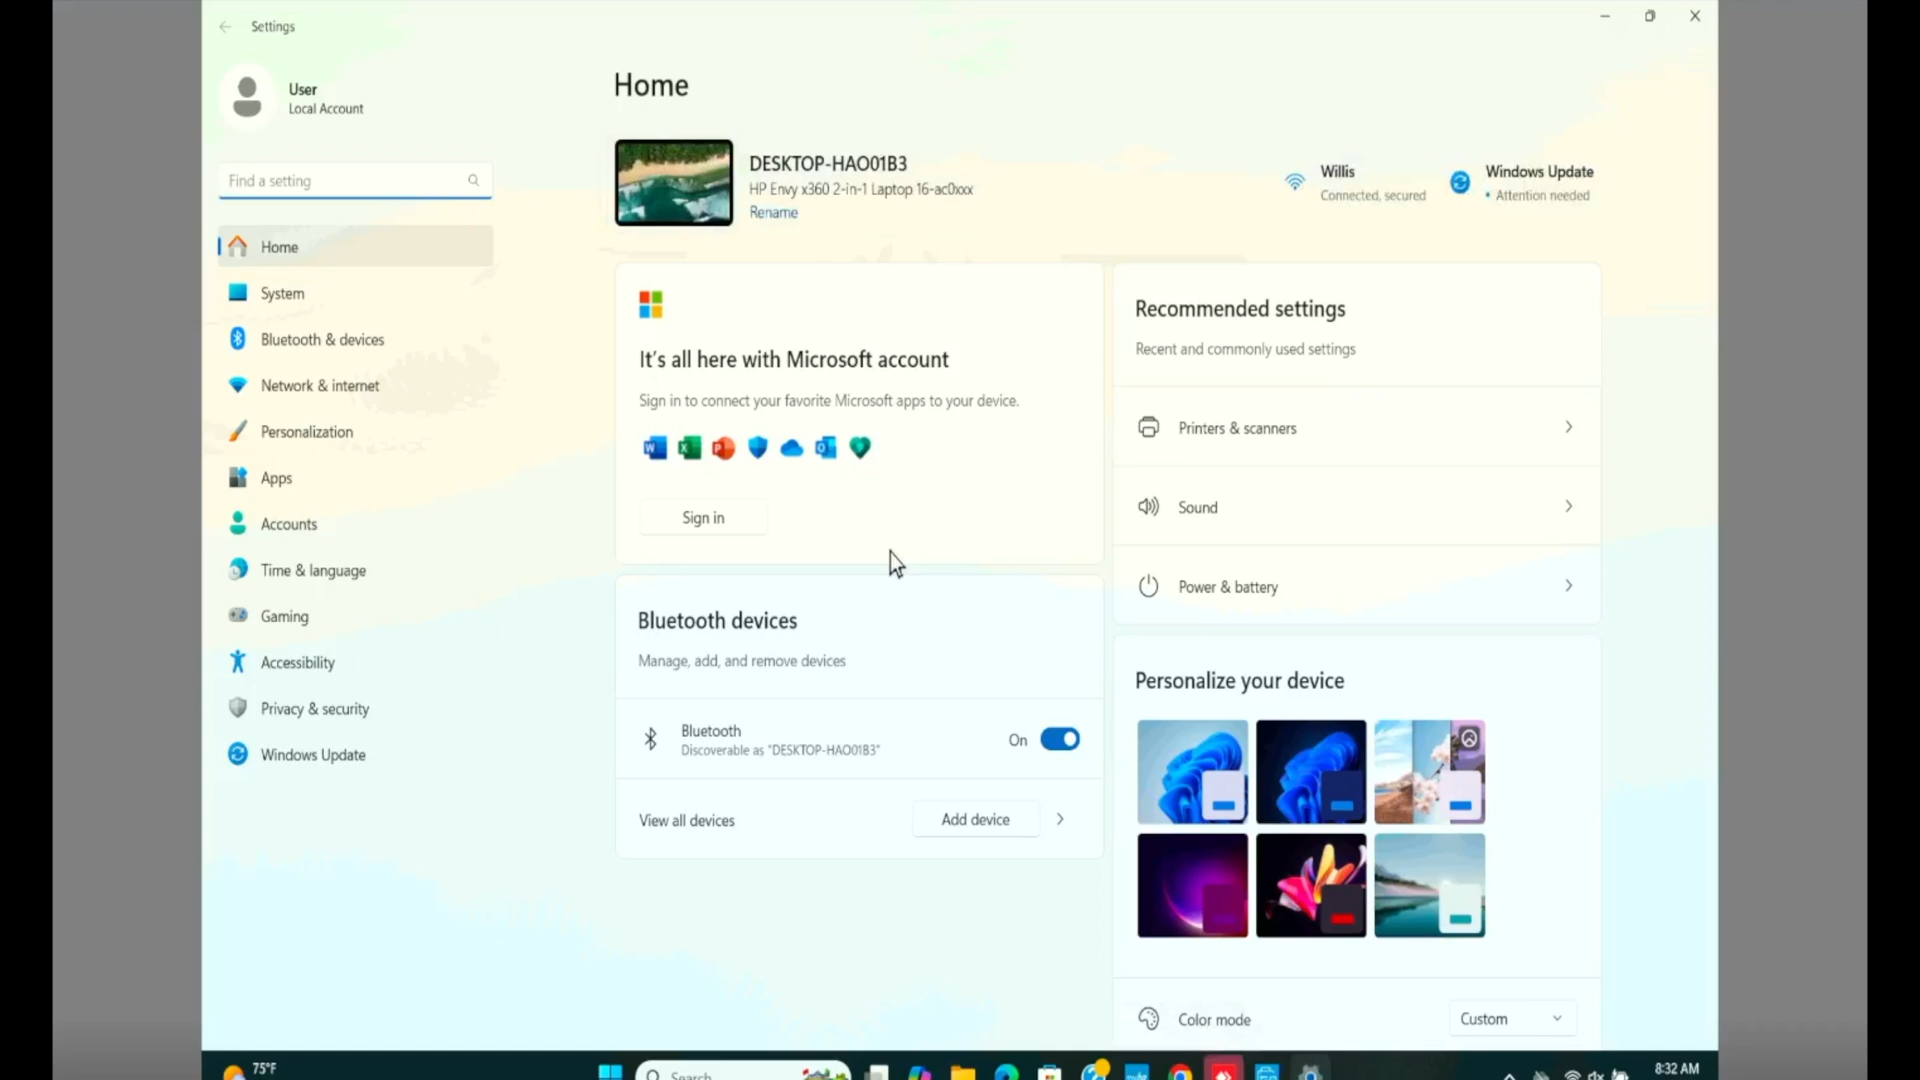 Settings
User
Local Account
Find a setting
Home
System
Bluetooth & devices
Network & internet
Personalization
Apps
Accounts
Time & language
Gaming
Accessibility
Privacy & security
Windows Update
Home
DESKTOP-HAO01B3
HP Envy x360 2-in-1 Laptop 16-ac0xxx
Rename
Willis
Connected, secured
Windows Update
• Attention needed
It's all here with Microsoft account
Sign in to connect your favorite Microsoft apps to your device.
Sign in
Bluetooth devices
Manage, add, and remove devices
Bluetooth
Discoverable as "DESKTOP-HAO01B3"
On
View all devices
Add device
Recommended settings
Recent and commonly used settings
Printers & scanners
Sound
Power & battery
Personalize your device
Color mode
Custom
75°F
Search
8:32 AM